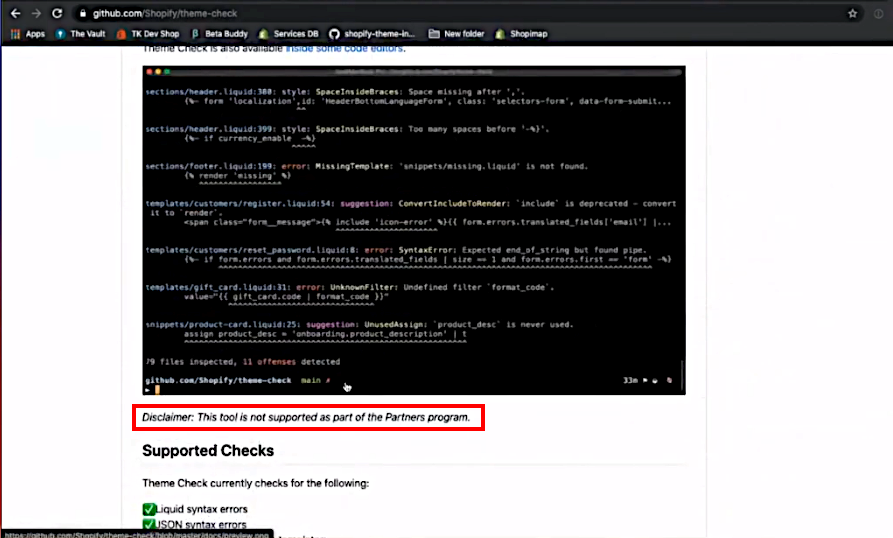 github.com/Shopify/theme-check
Apps The Vault TK Dev Shop Beta Buddy Services DB shopify-theme-in... New folder Shopimap
Theme Check is also available inside some code editors.
sections/header.liquid:380: style: SpaceInsideBraces: Space missing after ','.
{%- form 'localization',id: 'HeaderBottomLanguageForm', class: 'selectors-form', data-form-submit...
^^
sections/header.liquid:399: style: SpaceInsideBraces: Too many spaces before '-%}'.
{%- if currency_enable  -%}
^^^^^
sections/footer.liquid:199: error: MissingTemplate: 'snippets/missing.liquid' is not found.
{% render 'missing' %}
^^^^^^^^^^^^^^^^^
templates/customers/register.liquid:54: suggestion: ConvertIncludeToRender: `include` is deprecated - convert
it to `render`.
<span class="form__message">{% include 'icon-error' %}{{ form.errors.translated_fields['email'] |...
^^^^^^^^^^^^^^^^^^^^^^
templates/customers/reset_password.liquid:8: error: SyntaxError: Expected end_of_string but found pipe.
{%- if form.errors and form.errors.translated_fields | size == 1 and form.errors.first == 'form' -%}
^^^^^^^^^^^^^^^^^^^^^^^^^^^^^^^^^^^^^^^^^^^^^^^^^^^^^^^^^^^^^^^^^^^^^^^^^^^^^^^^^^^^^^^^^^
templates/gift_card.liquid:31: error: UnknownFilter: Undefined filter `format_code`.
value="{{ gift_card.code | format_code }}"
^^^^^^^^^^^^^^^^^^^^^^^^^^^^^
snippets/product-card.liquid:25: suggestion: UnusedAssign: `product_desc` is never used.
assign product_desc = 'onboarding.product_description' | t
^^^^^^^^^^^^^^^^^^^^^^^^^^^^^^^^^^^^^^^^^^^^^^^^^^^^^^^^^^
79 files inspected, 11 offenses detected
github.com/Shopify/theme-check main ✗ 33m
Disclaimer: This tool is not supported as part of the Partners program.
Supported Checks
Theme Check currently checks for the following:
✅Liquid syntax errors
✅JSON syntax errors
https://github.com/Shopify/theme-check/blob/master/docs/preview.png